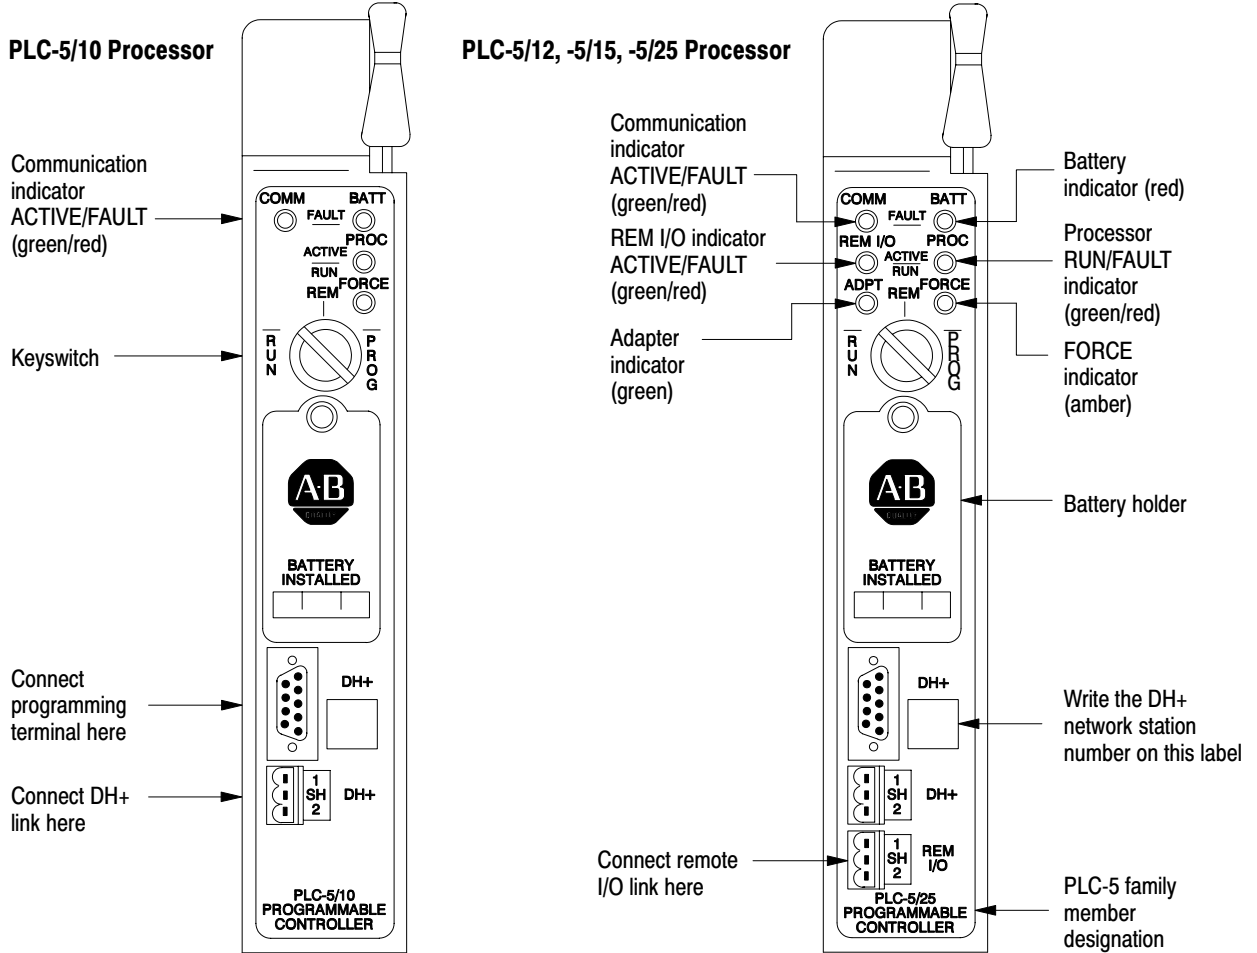 PLC-5/10 Processor
Communication
indicator
ACTIVE/FAULT
(green/red)
Keyswitch
Connect
programming
terminal here
Connect DH+
link here
COMM
BATT
FAULT
PROC
ACTIVE
RUN
FORCE
REM
RUN
PROG
A·B
QUALITY
BATTERY
INSTALLED
DH+
1
SH
2
DH+
PLC-5/10
PROGRAMMABLE
CONTROLLER
PLC-5/12, -5/15, -5/25 Processor
Communication
indicator
ACTIVE/FAULT
(green/red)
REM I/O indicator
ACTIVE/FAULT
(green/red)
Adapter
indicator
(green)
Connect remote
I/O link here
COMM
BATT
FAULT
REM I/O
PROC
ACTIVE
RUN
ADPT
FORCE
REM
RUN
PROG
A·B
QUALITY
BATTERY
INSTALLED
DH+
1
SH
2
DH+
1
SH
2
REM
I/O
PLC-5/25
PROGRAMMABLE
CONTROLLER
Battery
indicator (red)
Processor
RUN/FAULT
indicator
(green/red)
FORCE
indicator
(amber)
Battery holder
Write the DH+
network station
number on this label
PLC-5 family
member
designation